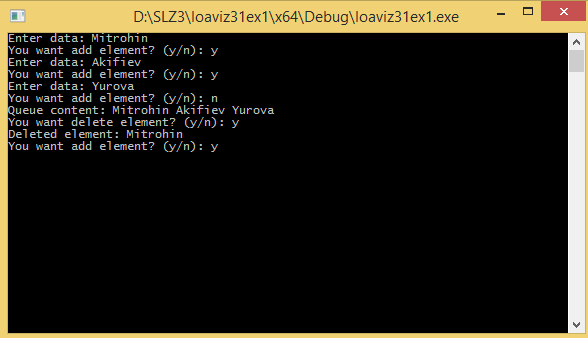 D:\SLZ3\loaviz31ex1\x64\Debug\loaviz31ex1.exe
Enter data: Mitrohin
You want add element? (y/n): y
Enter data: Akifiev
You want add element? (y/n): y
Enter data: Yurova
You want add element? (y/n): n
Queue content: Mitrohin Akifiev Yurova
You want delete element? (y/n): y
Deleted element: Mitrohin
You want add element? (y/n): y